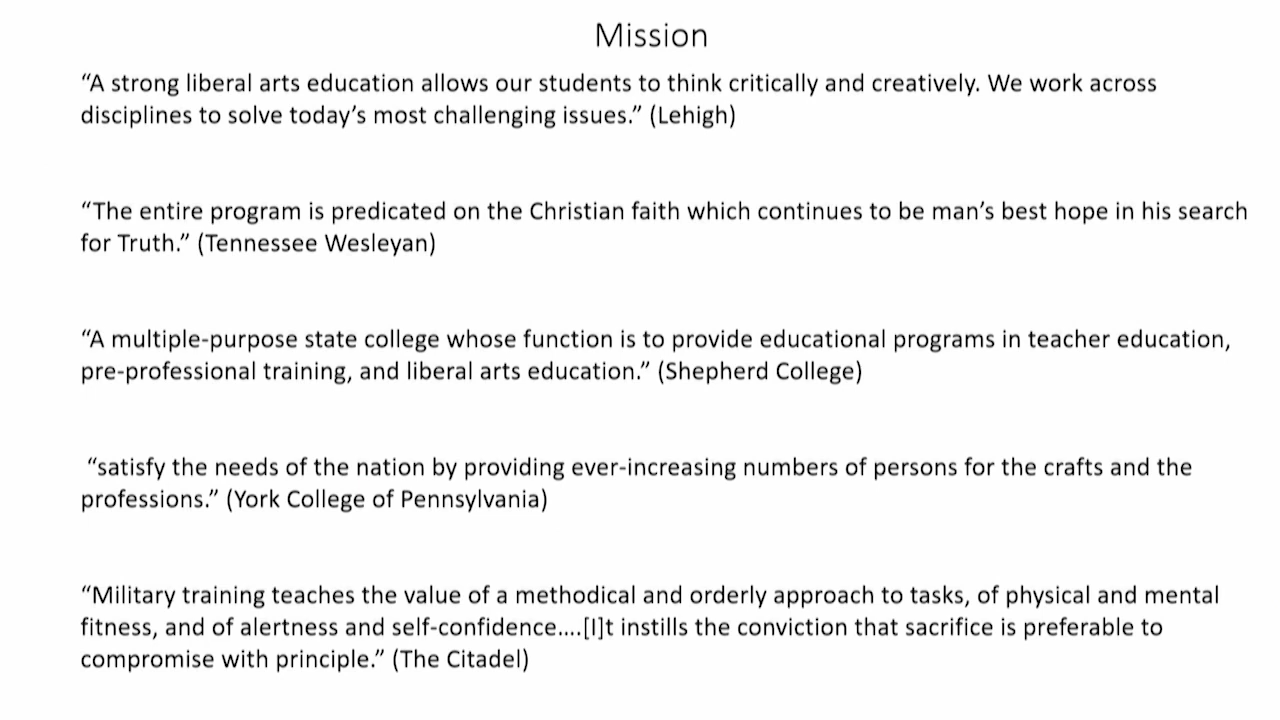 Mission
“A strong liberal arts education allows our students to think critically and creatively. We work across
disciplines to solve today’s most challenging issues.” (Lehigh)
“The entire program is predicated on the Christian faith which continues to be man’s best hope in his search
for Truth.” (Tennessee Wesleyan)
“A multiple-purpose state college whose function is to provide educational programs in teacher education,
pre-professional training, and liberal arts education.” (Shepherd College)
“satisfy the needs of the nation by providing ever-increasing numbers of persons for the crafts and the
professions.” (York College of Pennsylvania)
“Military training teaches the value of a methodical and orderly approach to tasks, of physical and mental
fitness, and of alertness and self-confidence....[I]t instills the conviction that sacrifice is preferable to
compromise with principle.” (The Citadel)